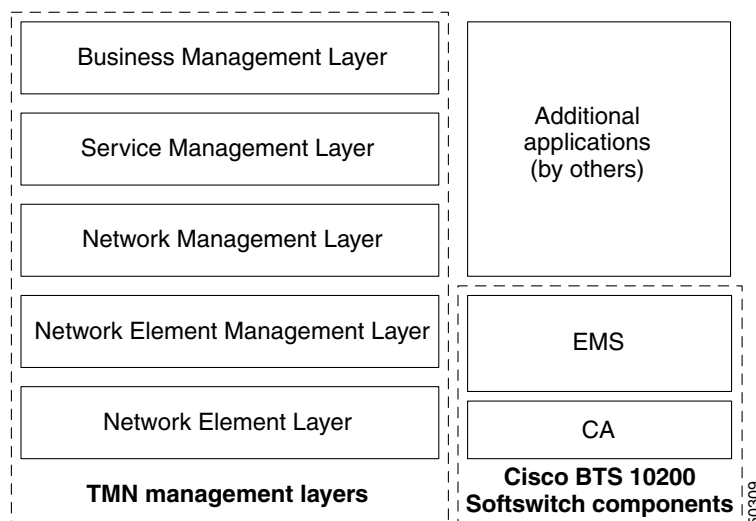 Business Management Layer
Service Management Layer
Network Management Layer
Network Element Management Layer
Network Element Layer
TMN management layers
Additional
applications
(by others)
EMS
CA
Cisco BTS 10200
Softswitch components